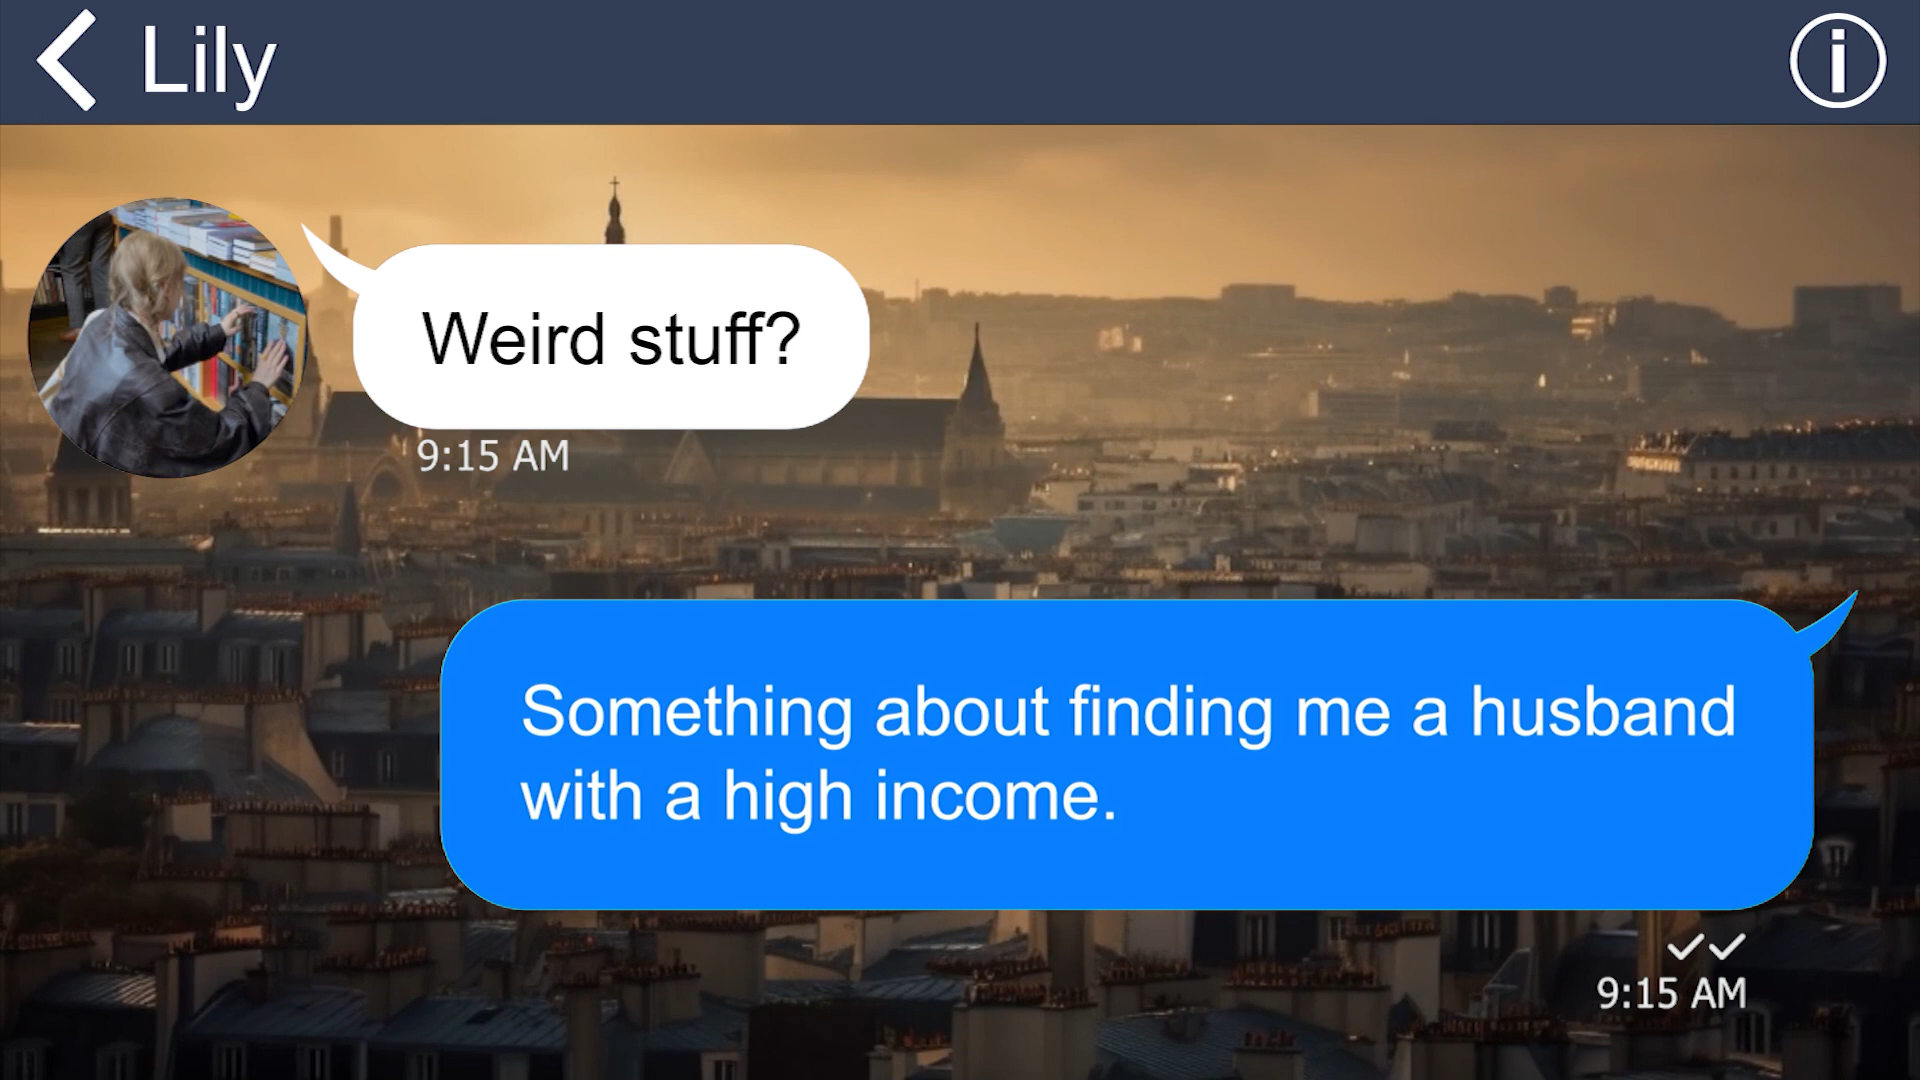 Lily
Weird stuff?
9:15 AM
Something about finding me a husband
with a high income.
9:15 AM